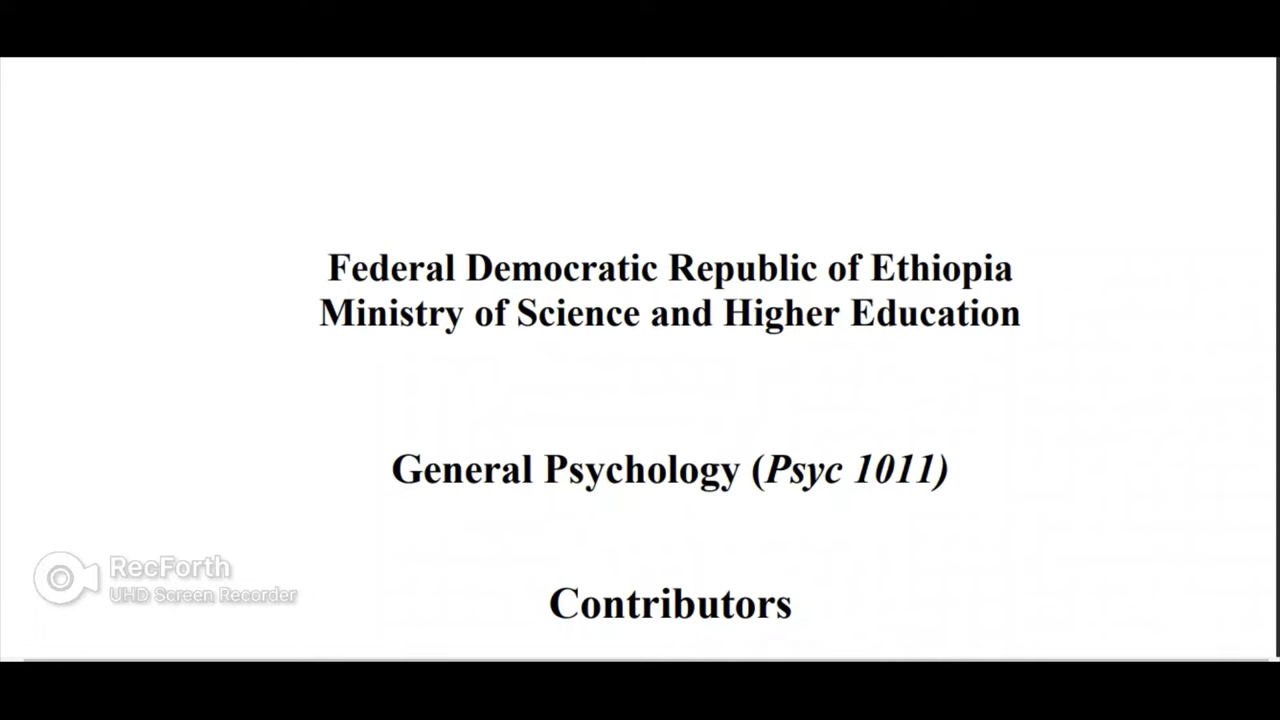 Federal Democratic Republic of Ethiopia
Ministry of Science and Higher Education
General Psychology (Psyc 1011)
RecForth
UHD Screen Recorder
Contributors